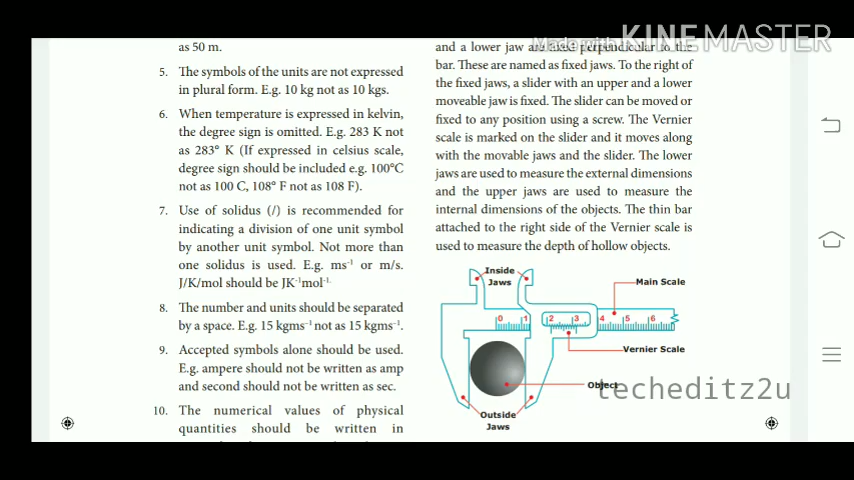 Made with KINEMASTER
as 50 m.
5. The symbols of the units are not expressed
in plural form. E.g. 10 kg not as 10 kgs.
6. When temperature is expressed in kelvin,
the degree sign is omitted. E.g. 283 K not
as 283° K (If expressed in celsius scale,
degree sign should be included e.g. 100°C
not as 100 C, 108° F not as 108 F).
7. Use of solidus (/) is recommended for
indicating a division of one unit symbol
by another unit symbol. Not more than
one solidus is used. E.g. ms⁻¹ or m/s.
J/K/mol should be JK⁻¹mol⁻¹.
8. The number and units should be separated
by a space. E.g. 15 kgms⁻¹ not as 15 kgms⁻¹.
9. Accepted symbols alone should be used.
E.g. ampere should not be written as amp
and second should not be written as sec.
10. The numerical values of physical
quantities should be written in
and a lower jaw are fixed perpendicular to the
bar. These are named as fixed jaws. To the right of
the fixed jaws, a slider with an upper and a lower
moveable jaw is fixed. The slider can be moved or
fixed to any position using a screw. The Vernier
scale is marked on the slider and it moves along
with the movable jaws and the slider. The lower
jaws are used to measure the external dimensions
and the upper jaws are used to measure the
internal dimensions of the objects. The thin bar
attached to the right side of the Vernier scale is
used to measure the depth of hollow objects.
Inside
Jaws
Main Scale
0 1 2 3 4 5 6
Vernier Scale
Object
Outside
Jaws
techeditz2u